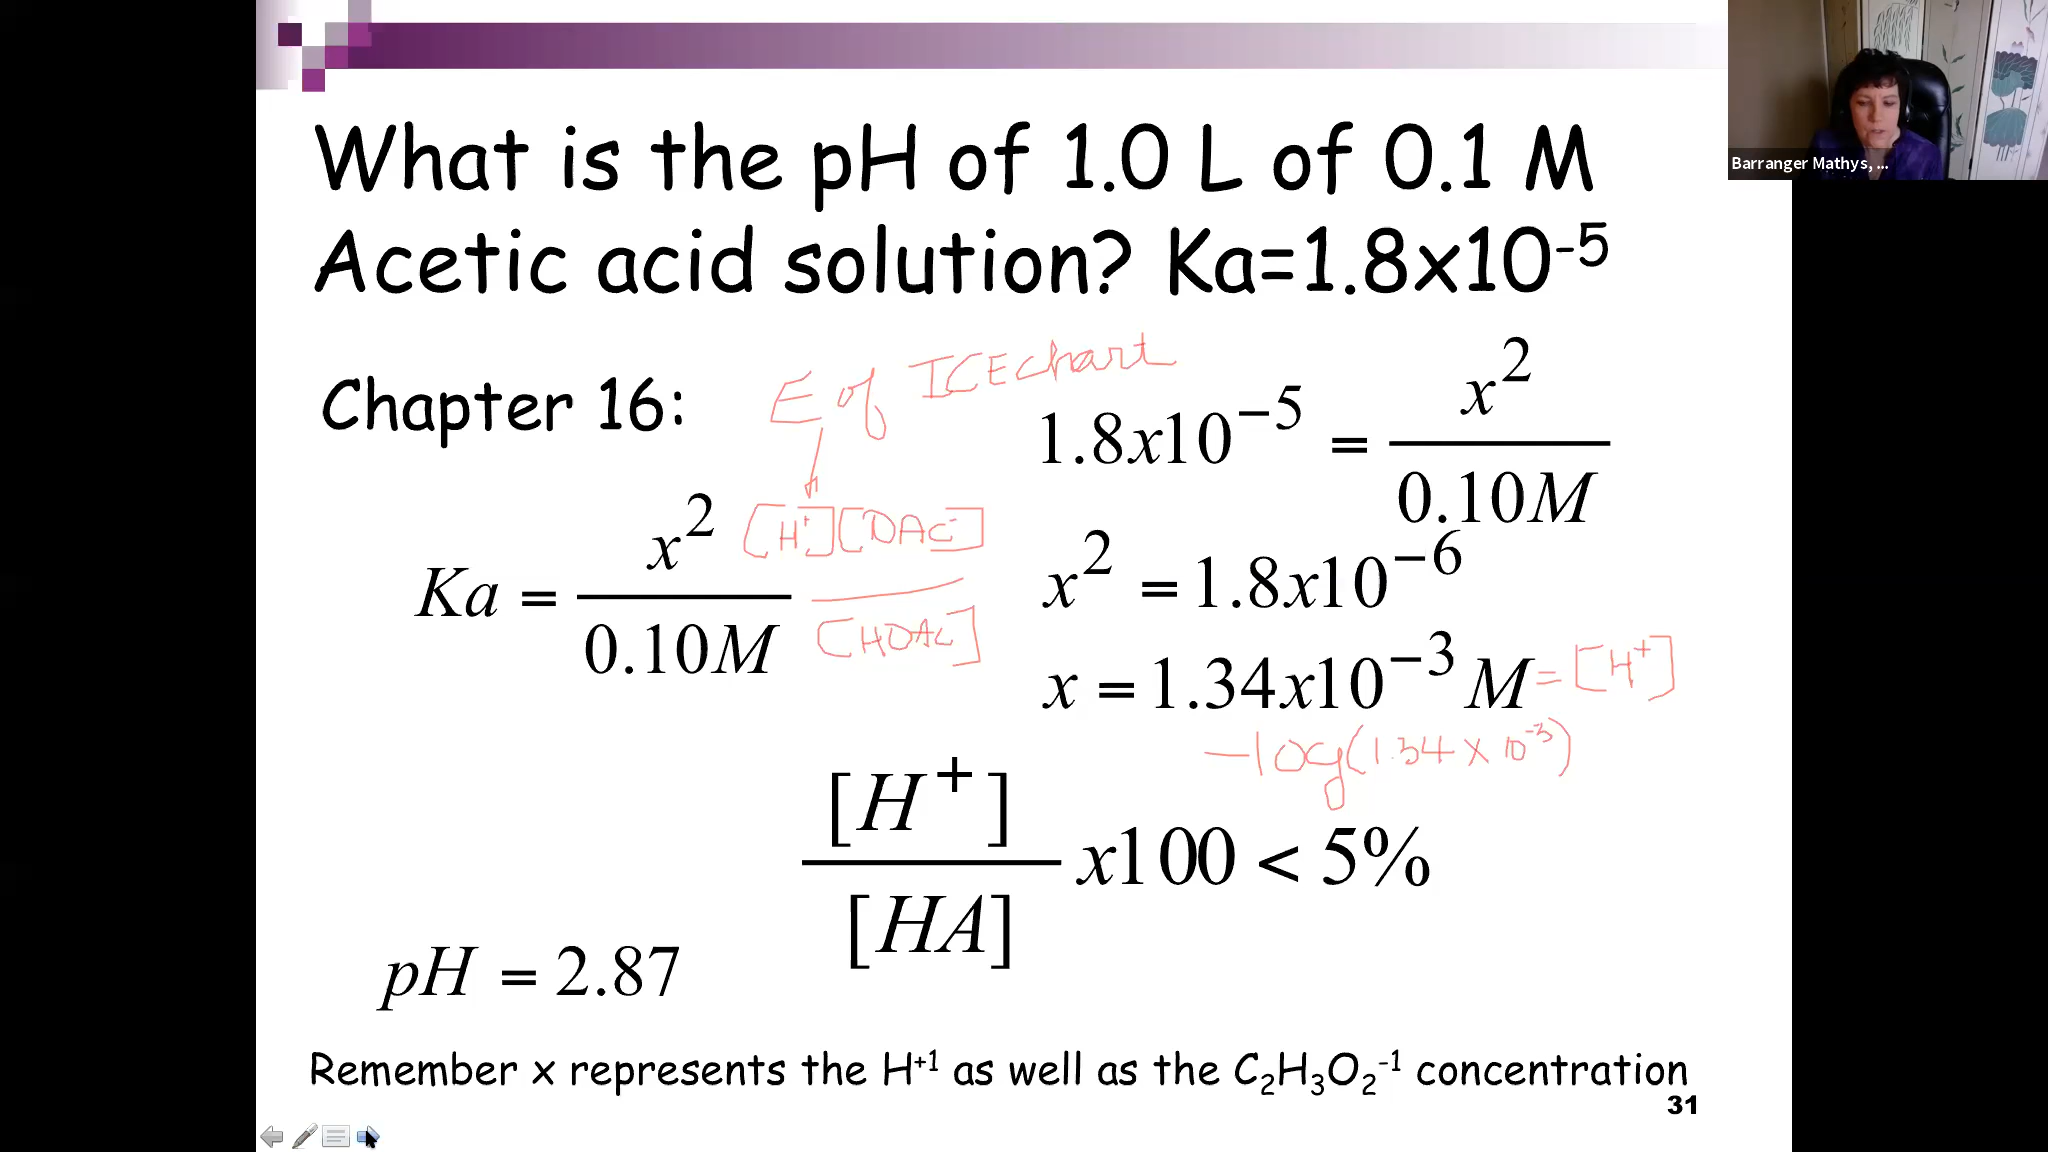 What is the pH of 1.0 L of 0.1 M
Acetic acid solution? Ka=1.8x10⁻⁵
Barranger Mathys, ...
Chapter 16:
E of ICE chart
1.8x10⁻⁵ = x² / 0.10M
Ka = x² / 0.10M
[H⁺][OAc⁻]
[HOAc]
x² = 1.8x10⁻⁶
x = 1.34x10⁻³ M = [H⁺]
-log(1.34 x 10⁻³)
[H⁺] / [HA] x100 < 5%
pH = 2.87
Remember x represents the H⁺¹ as well as the C₂H₃O₂⁻¹ concentration
31